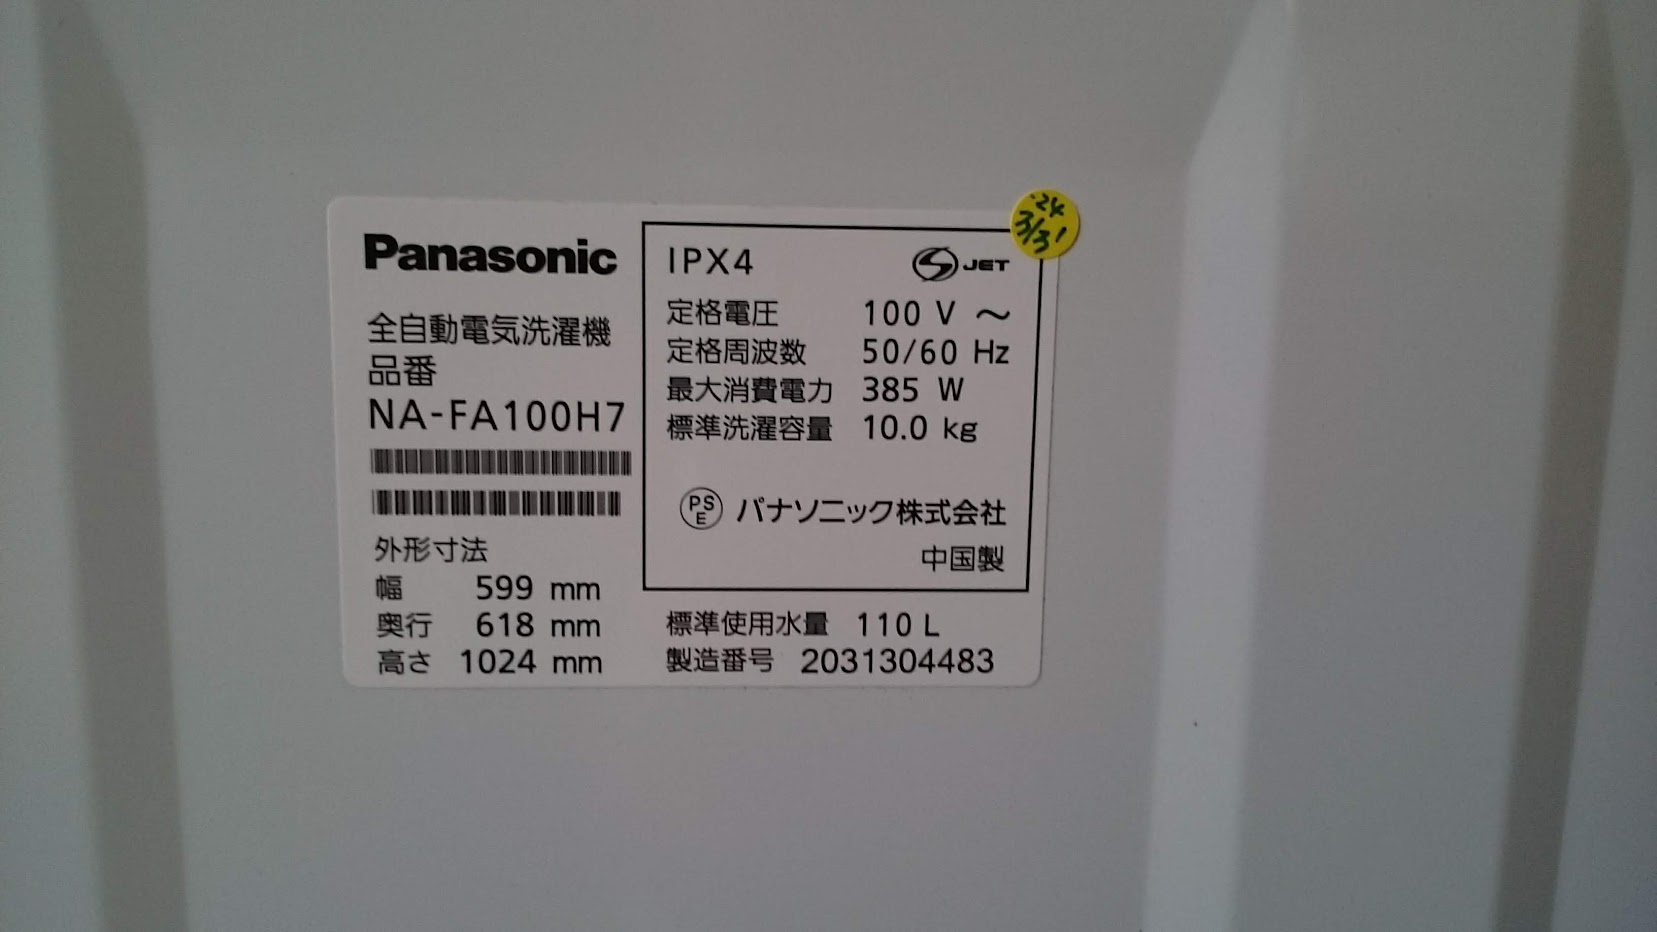 Panasonic
全自動電気洗濯機
品番
NA-FA100H7
外形寸法
幅 599 mm
奥行 618 mm
高さ 1024 mm
IPX4
S JET
定格電圧 100 V ～
定格周波数 50/60 Hz
最大消費電力 385 W
標準洗濯容量 10.0 kg
PS
E
パナソニック株式会社
中国製
標準使用水量 110 L
製造番号 2031304483
'24
3/31